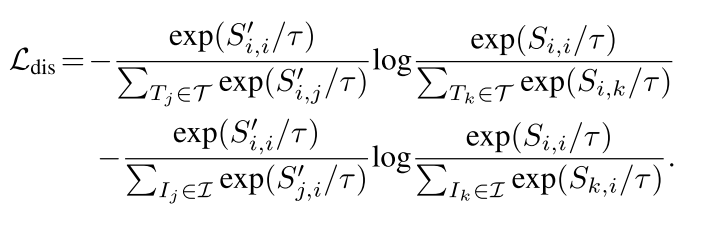 $\mathcal{L}_{\text{dis}} = -\frac{\exp(S'_{i,i}/\tau)}{\sum_{T_j \in \mathcal{T}} \exp(S'_{i,j}/\tau)} \log \frac{\exp(S_{i,i}/\tau)}{\sum_{T_k \in \mathcal{T}} \exp(S_{i,k}/\tau)}$
$-\frac{\exp(S'_{i,i}/\tau)}{\sum_{I_j \in \mathcal{I}} \exp(S'_{j,i}/\tau)} \log \frac{\exp(S_{i,i}/\tau)}{\sum_{I_k \in \mathcal{I}} \exp(S_{k,i}/\tau)}.$